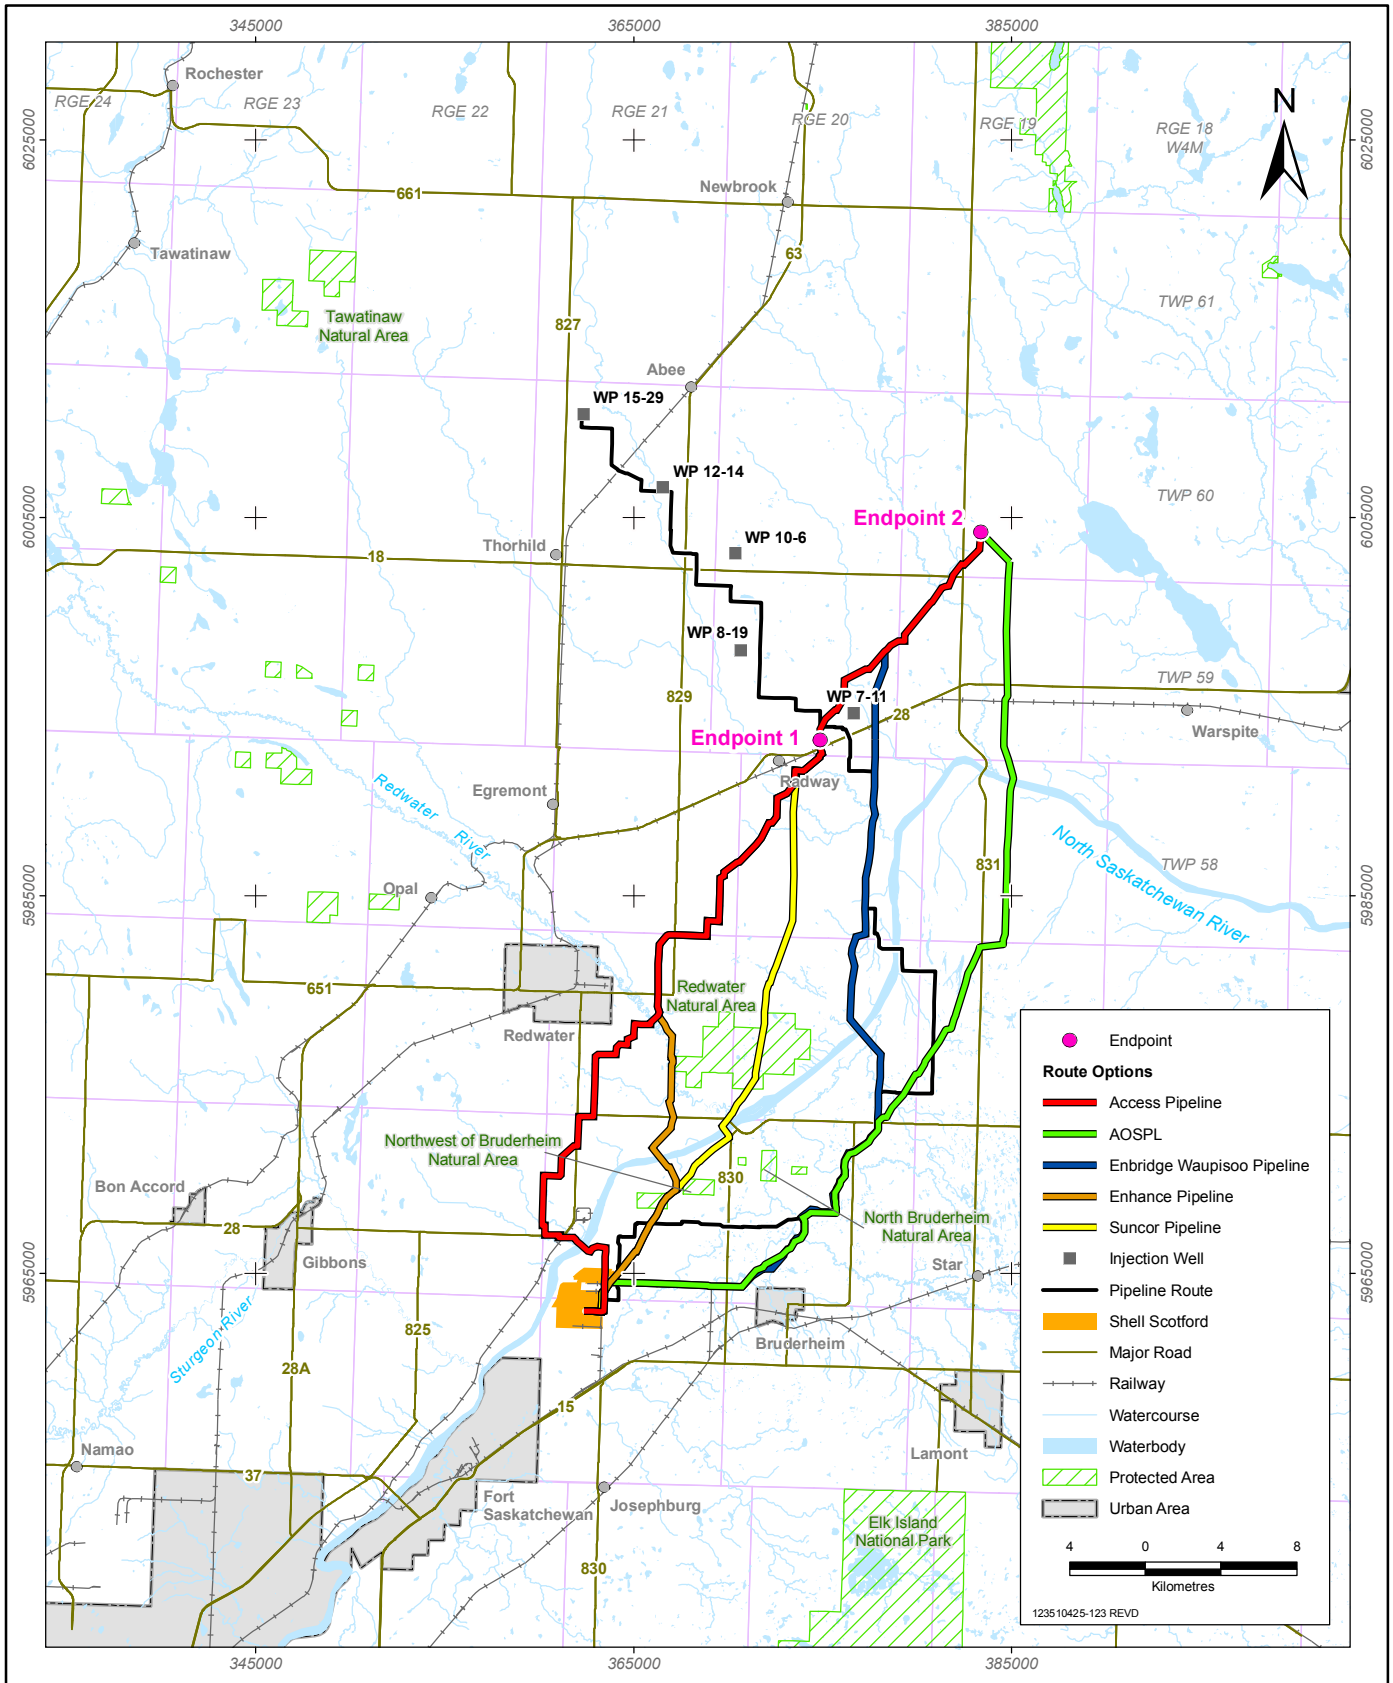 345000
365000
385000
Rochester
RGE 24
RGE 23
RGE 22
RGE 21
RGE 20
RGE 19
RGE 18
W4M
N
6025000
6025000
661
Newbrook
Tawatinaw
63
TWP 61
Tawatinaw
Natural Area
827
Abee
WP 15-29
WP 12-14
TWP 60
6005000
6005000
Endpoint 2
Thorhild
WP 10-6
18
WP 8-19
TWP 59
829
WP 7-11
28
Warspite
Endpoint 1
Radway
Redwater
River
Egremont
North Saskatchewan River
831
TWP 58
Opal
5985000
5985000
651
Redwater
Natural Area
Redwater
Northwest of Bruderheim
Natural Area
830
Bon Accord
28
North Bruderheim
Natural Area
Gibbons
Star
5965000
5965000
Sturgeon River
825
Bruderheim
28A
15
Lamont
Namao
37
Fort
Saskatchewan
Josephburg
Elk Island
National Park
830
Endpoint
Route Options
Access Pipeline
AOSPL
Enbridge Waupisoo Pipeline
Enhance Pipeline
Suncor Pipeline
Injection Well
Pipeline Route
Shell Scotford
Major Road
Railway
Watercourse
Waterbody
Protected Area
Urban Area
4 0 4 8
Kilometres
123510425-123 REVD
345000
365000
385000